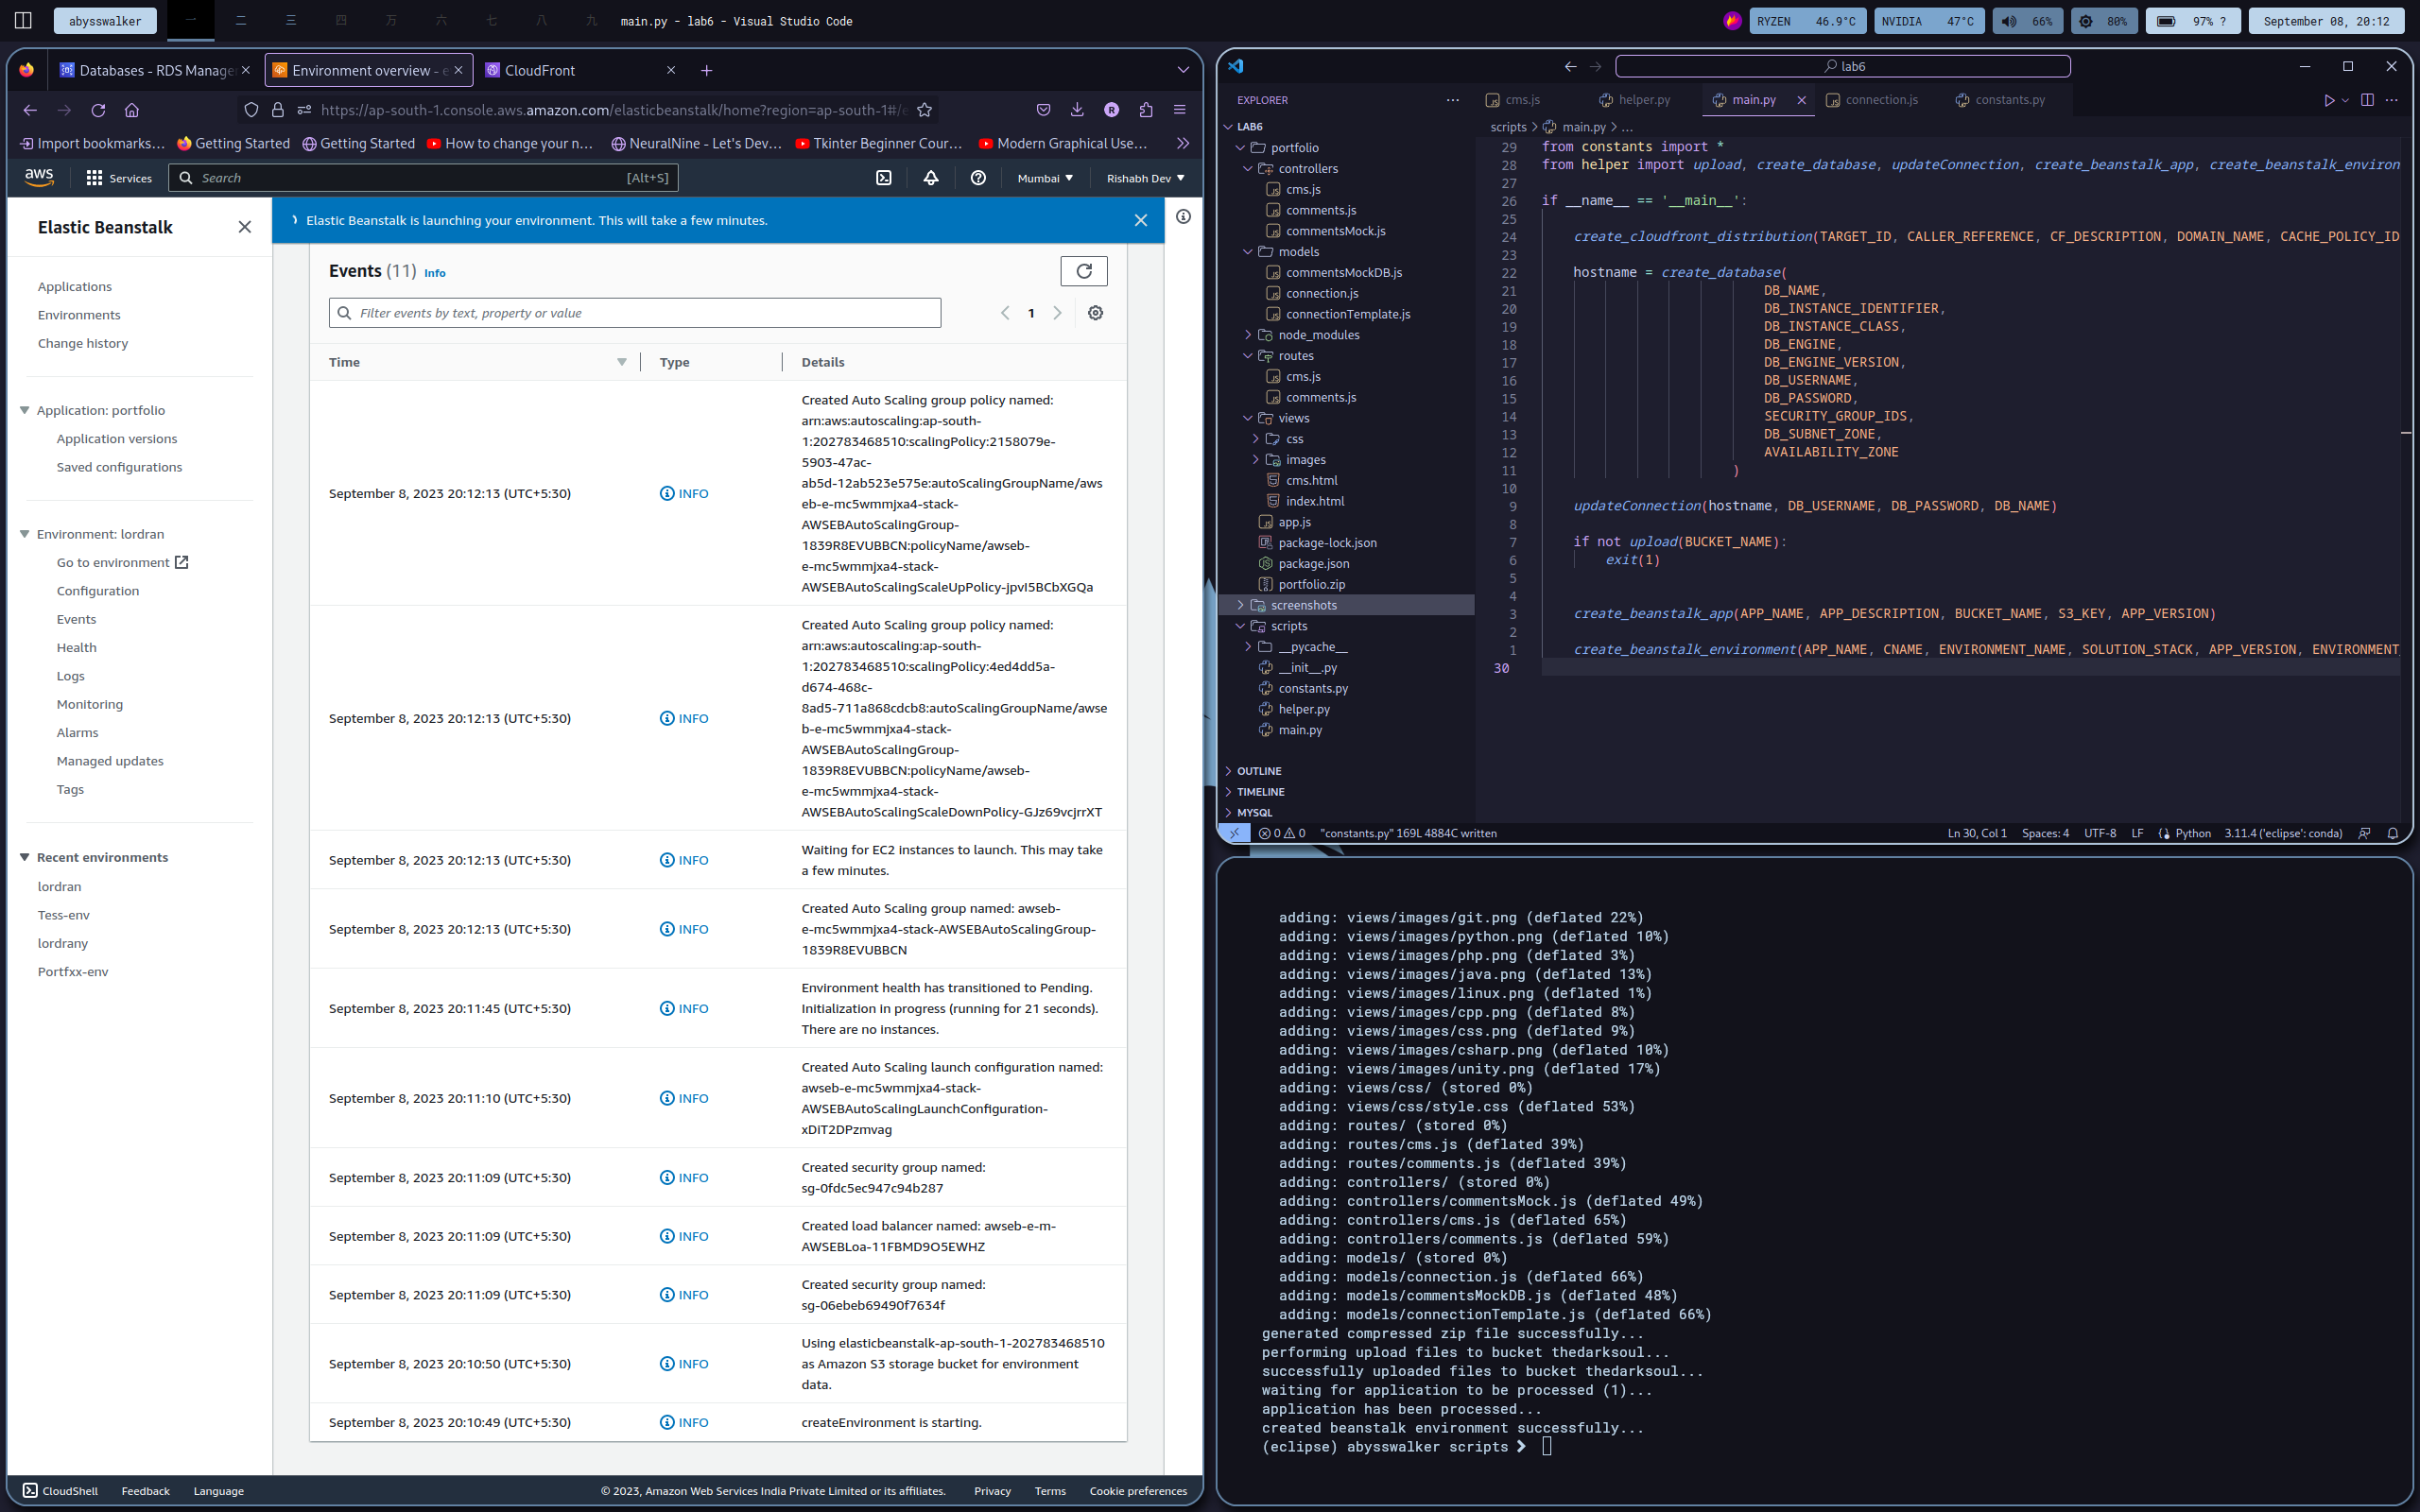 abysswalker
一
二
三
四
万
六
七
八
九
main.py - lab6 - Visual Studio Code
RYZEN 46.9°C
NVIDIA 47°C
66%
80%
97% ?
September 08, 20:12
Databases - RDS Manage
Environment overview - e
CloudFront
https://ap-south-1.console.aws.amazon.com/elasticbeanstalk/home?region=ap-south-1#/e
Import bookmarks...
Getting Started
Getting Started
How to change your n...
NeuralNine - Let's Dev...
Tkinter Beginner Cour...
Modern Graphical Use...
aws
Services
Search
[Alt+S]
Mumbai
Rishabh Dev
Elastic Beanstalk
Applications
Environments
Change history
Application: portfolio
Application versions
Saved configurations
Environment: lordran
Go to environment
Configuration
Events
Health
Logs
Monitoring
Alarms
Managed updates
Tags
Recent environments
lordran
Tess-env
lordrany
Portfxx-env
Elastic Beanstalk is launching your environment. This will take a few minutes.
Events (11) Info
Filter events by text, property or value
1
Time
Type
Details
September 8, 2023 20:12:13 (UTC+5:30)
INFO
Created Auto Scaling group policy named:
arn:aws:autoscaling:ap-south-
1:202783468510:scalingPolicy:2158079e-
5903-47ac-
ab5d-12ab523e575e:autoScalingGroupName/aws
eb-e-mc5wmmjxa4-stack-
AWSEBAutoScalingGroup-
1839R8EVUBBCN:policyName/awseb-
e-mc5wmmjxa4-stack-
AWSEBAutoScalingScaleUpPolicy-jpvI5BCbXGQa
September 8, 2023 20:12:13 (UTC+5:30)
INFO
Created Auto Scaling group policy named:
arn:aws:autoscaling:ap-south-
1:202783468510:scalingPolicy:4ed4dd5a-
d674-468c-
8ad5-711a868cdcb8:autoScalingGroupName/awse
b-e-mc5wmmjxa4-stack-
AWSEBAutoScalingGroup-
1839R8EVUBBCN:policyName/awseb-
e-mc5wmmjxa4-stack-
AWSEBAutoScalingScaleDownPolicy-GJz69vcjrrXT
September 8, 2023 20:12:13 (UTC+5:30)
INFO
Waiting for EC2 instances to launch. This may take
a few minutes.
September 8, 2023 20:12:13 (UTC+5:30)
INFO
Created Auto Scaling group named: awseb-
e-mc5wmmjxa4-stack-AWSEBAutoScalingGroup-
1839R8EVUBBCN
September 8, 2023 20:11:45 (UTC+5:30)
INFO
Environment health has transitioned to Pending.
Initialization in progress (running for 21 seconds).
There are no instances.
September 8, 2023 20:11:10 (UTC+5:30)
INFO
Created Auto Scaling launch configuration named:
awseb-e-mc5wmmjxa4-stack-
AWSEBAutoScalingLaunchConfiguration-
xDiT2DPzmvag
September 8, 2023 20:11:09 (UTC+5:30)
INFO
Created security group named:
sg-0fdc5ec947c94b287
September 8, 2023 20:11:09 (UTC+5:30)
INFO
Created load balancer named: awseb-e-m-
AWSEBLoa-11FBMD9O5EWHZ
September 8, 2023 20:11:09 (UTC+5:30)
INFO
Created security group named:
sg-06ebeb69490f7634f
September 8, 2023 20:10:50 (UTC+5:30)
INFO
Using elasticbeanstalk-ap-south-1-202783468510
as Amazon S3 storage bucket for environment
data.
September 8, 2023 20:10:49 (UTC+5:30)
INFO
createEnvironment is starting.
CloudShell
Feedback
Language
© 2023, Amazon Web Services India Private Limited or its affiliates.
Privacy
Terms
Cookie preferences
lab6
EXPLORER
LAB6
portfolio
controllers
cms.js
comments.js
commentsMock.js
models
commentsMockDB.js
connection.js
connectionTemplate.js
node_modules
routes
cms.js
comments.js
views
css
images
cms.html
index.html
app.js
package-lock.json
package.json
portfolio.zip
screenshots
scripts
__pycache__
__init__.py
constants.py
helper.py
main.py
OUTLINE
TIMELINE
MYSQL
cms.js
helper.py
main.py
connection.js
constants.py
scripts > main.py > ...
29 from constants import *
28 from helper import upload, create_database, updateConnection, create_beanstalk_app, create_beanstalk_environ
27
26 if __name__ == '__main__':
25
24 create_cloudfront_distribution(TARGET_ID, CALLER_REFERENCE, CF_DESCRIPTION, DOMAIN_NAME, CACHE_POLICY_ID
23
22 hostname = create_database(
21 DB_NAME,
20 DB_INSTANCE_IDENTIFIER,
19 DB_INSTANCE_CLASS,
18 DB_ENGINE,
17 DB_ENGINE_VERSION,
16 DB_USERNAME,
15 DB_PASSWORD,
14 SECURITY_GROUP_IDS,
13 DB_SUBNET_ZONE,
12 AVAILABILITY_ZONE
11 )
10
9 updateConnection(hostname, DB_USERNAME, DB_PASSWORD, DB_NAME)
8
7 if not upload(BUCKET_NAME):
6 exit(1)
5
4
3 create_beanstalk_app(APP_NAME, APP_DESCRIPTION, BUCKET_NAME, S3_KEY, APP_VERSION)
2
1 create_beanstalk_environment(APP_NAME, CNAME, ENVIRONMENT_NAME, SOLUTION_STACK, APP_VERSION, ENVIRONMENT_
30
0 0
"constants.py" 169L 4884C written
Ln 30, Col 1
Spaces: 4
UTF-8
LF
Python
3.11.4 ('eclipse': conda)
adding: views/images/git.png (deflated 22%)
adding: views/images/python.png (deflated 10%)
adding: views/images/php.png (deflated 3%)
adding: views/images/java.png (deflated 13%)
adding: views/images/linux.png (deflated 1%)
adding: views/images/cpp.png (deflated 8%)
adding: views/images/css.png (deflated 9%)
adding: views/images/csharp.png (deflated 10%)
adding: views/images/unity.png (deflated 17%)
adding: views/css/ (stored 0%)
adding: views/css/style.css (deflated 53%)
adding: routes/ (stored 0%)
adding: routes/cms.js (deflated 39%)
adding: routes/comments.js (deflated 39%)
adding: controllers/ (stored 0%)
adding: controllers/commentsMock.js (deflated 49%)
adding: controllers/cms.js (deflated 65%)
adding: controllers/comments.js (deflated 59%)
adding: models/ (stored 0%)
adding: models/connection.js (deflated 66%)
adding: models/commentsMockDB.js (deflated 48%)
adding: models/connectionTemplate.js (deflated 66%)
generated compressed zip file successfully...
performing upload files to bucket thedarksoul...
successfully uploaded files to bucket thedarksoul...
waiting for application to be processed (1)...
application has been processed...
created beanstalk environment successfully...
(eclipse) abysswalker scripts ❯